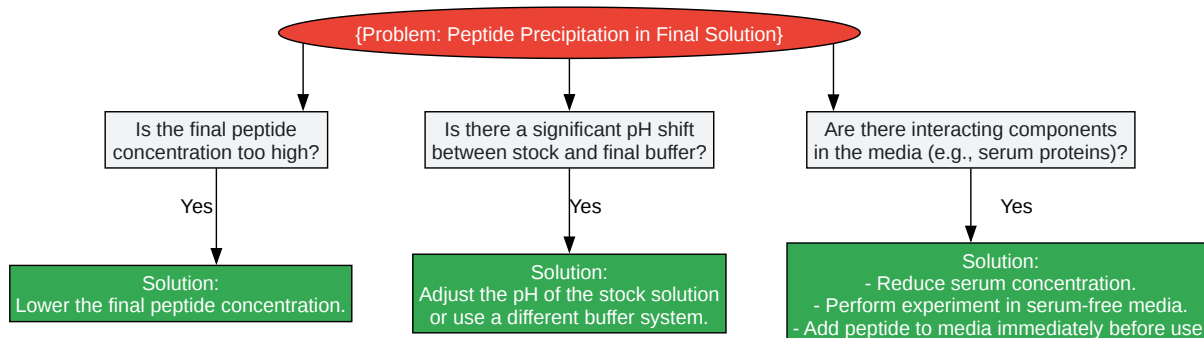 {Problem: Peptide Precipitation in Final Solution}
Is the final peptide
concentration too high?
Is there a significant pH shift
between stock and final buffer?
Are there interacting components
in the media (e.g., serum proteins)?
Yes
Yes
Yes
Solution:
Lower the final peptide concentration.
Solution:
Adjust the pH of the stock solution
or use a different buffer system.
Solution:
- Reduce serum concentration.
- Perform experiment in serum-free media.
- Add peptide to media immediately before use